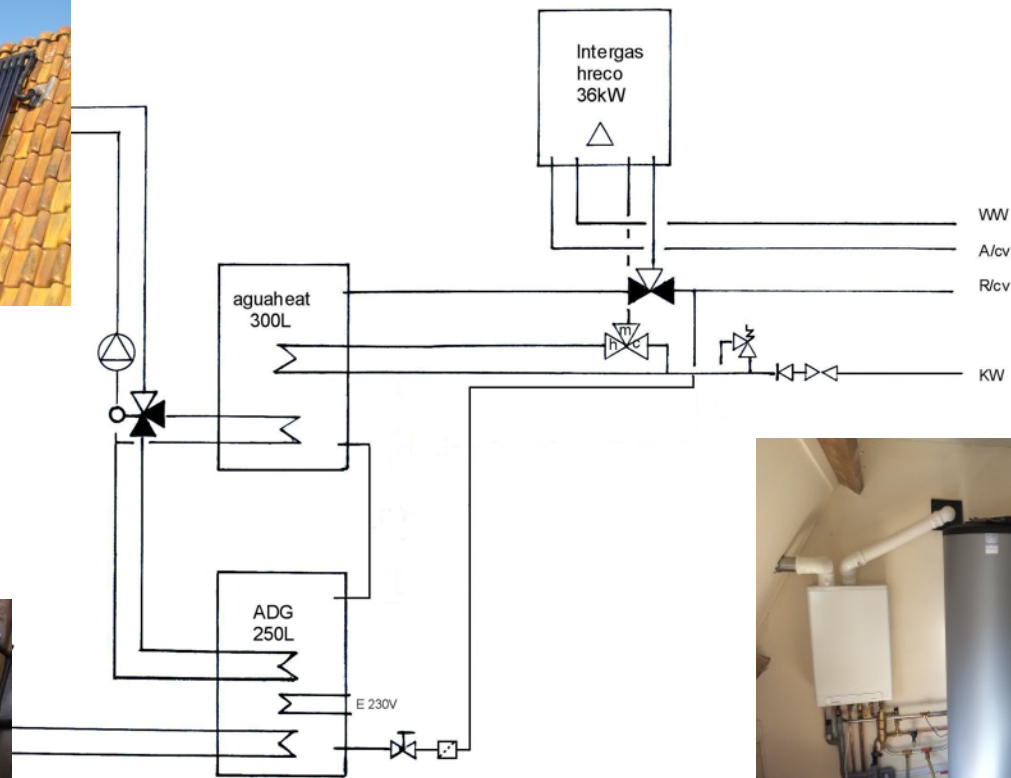 Intergas
hreco
36kW
WW
A/cv
R/cv
aguaheat
300L
m
h c
KW
ADG
250L
E 230V